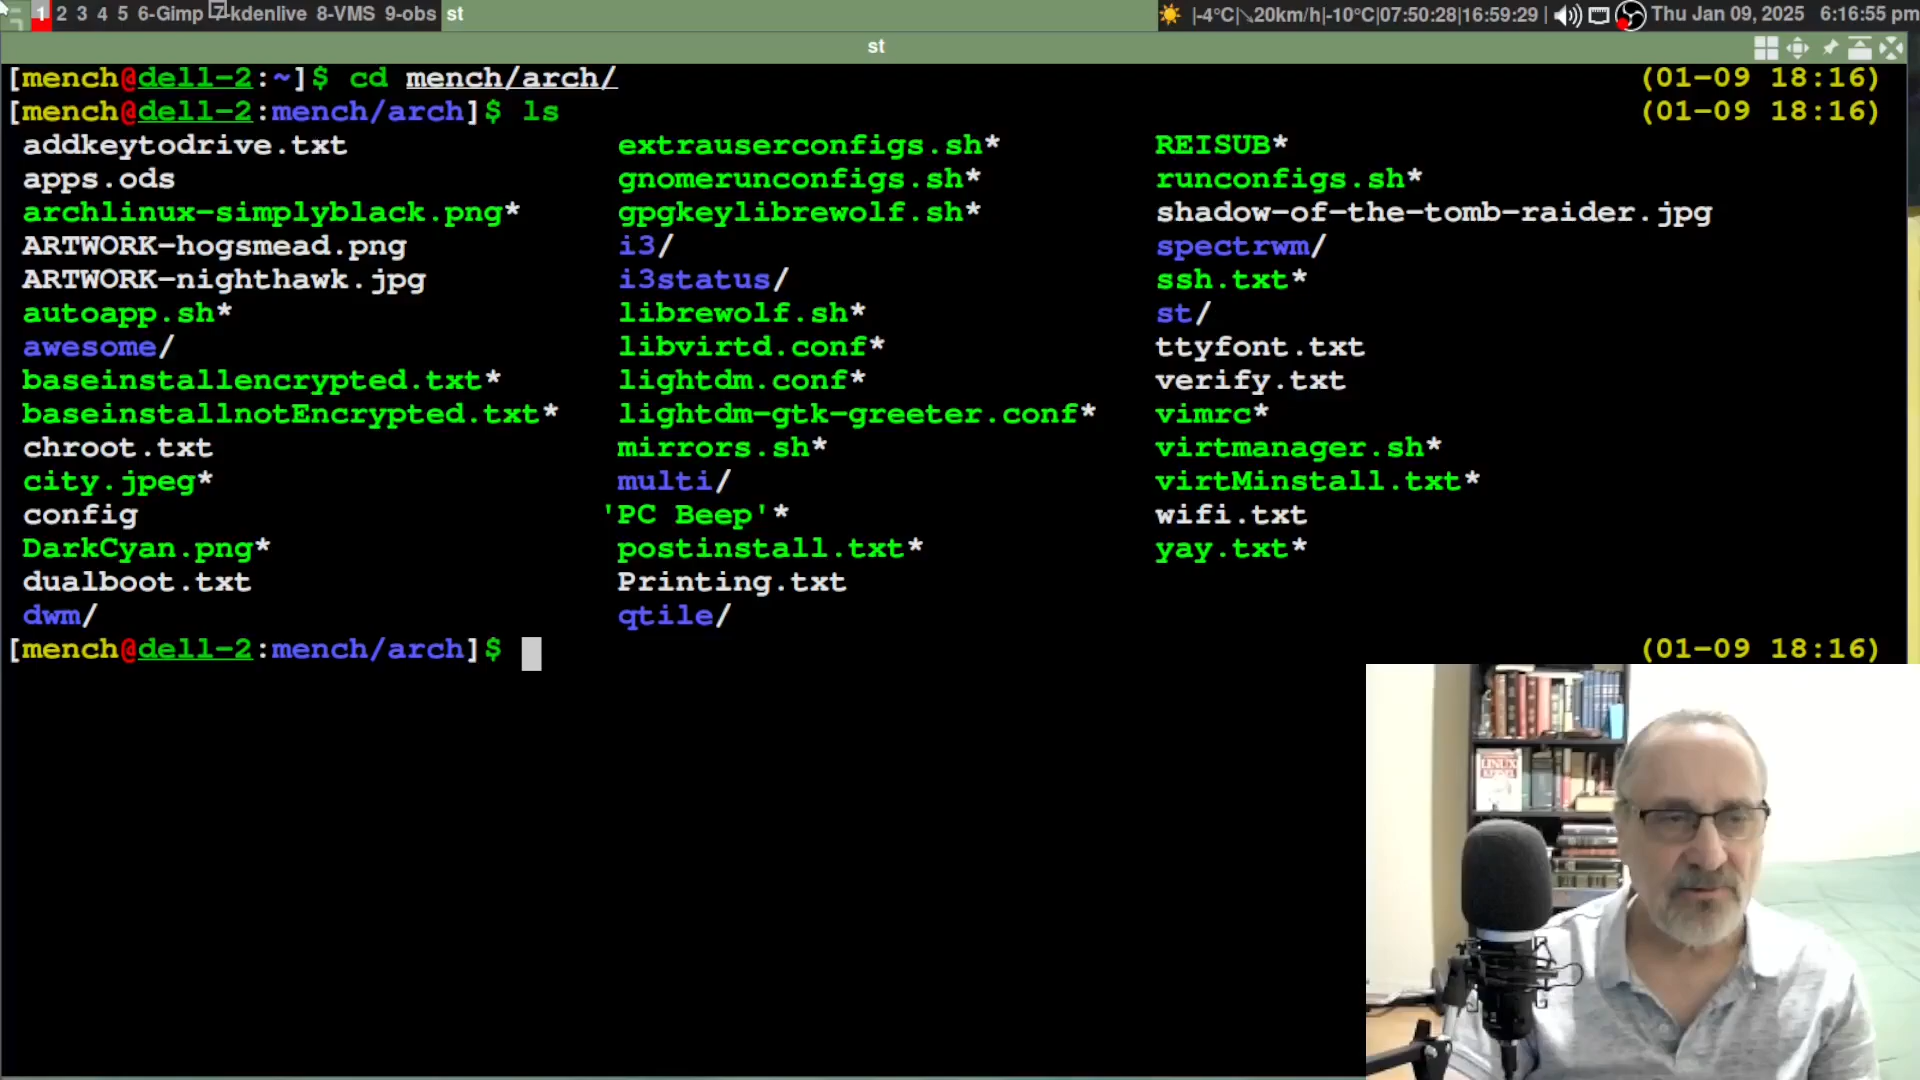 1 2 3 4 5 6-Gimp 7-kdenlive 8-VMS 9-obs st |-4°C|↘20km/h|-10°C|07:50:28|16:59:29| Thu Jan 09, 2025 6:16:55 pm
st
[mench@dell-2:~]$ cd mench/arch/ (01-09 18:16)
[mench@dell-2:mench/arch]$ ls (01-09 18:16)
addkeytodrive.txt extrauserconfigs.sh* REISUB*
apps.ods gnomerunconfigs.sh* runconfigs.sh*
archlinux-simplyblack.png* gpgkeylibrewolf.sh* shadow-of-the-tomb-raider.jpg
ARTWORK-hogsmead.png i3/ spectrwm/
ARTWORK-nighthawk.jpg i3status/ ssh.txt*
autoapp.sh* librewolf.sh* st/
awesome/ libvirtd.conf* ttyfont.txt
baseinstallencrypted.txt* lightdm.conf* verify.txt
baseinstallnotEncrypted.txt* lightdm-gtk-greeter.conf* vimrc*
chroot.txt mirrors.sh* virtmanager.sh*
city.jpeg* multi/ virtMinstall.txt*
config 'PC Beep'* wifi.txt
DarkCyan.png* postinstall.txt* yay.txt*
dualboot.txt Printing.txt
dwm/ qtile/
[mench@dell-2:mench/arch]$ (01-09 18:16)
LINUX